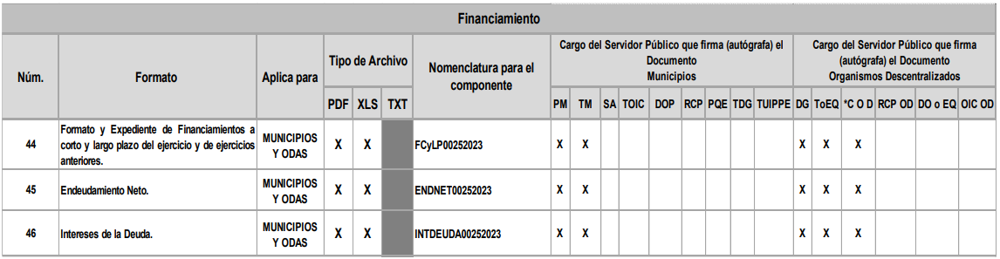 Financiamiento
Núm.
Formato
Aplica para
Tipo de Archivo
Nomenclatura para el
componente
Cargo del Servidor Público que firma (autógrafa) el
Documento
Municipios
Cargo del Servidor Público que firma
(autógrafa) el Documento
Organismos Descentralizados
PDF XLS TXT
PM TM SA TOIC DOP RCP PQE TDG TUIPPE DG ToEQ *C O D RCP OD DO o EQ OIC OD
44
Formato y Expediente de Financiamientos a
corto y largo plazo del ejercicio y de ejercicios
anteriores.
MUNICIPIOS
Y ODAS
X X
FCyLP00252023
X X X X X
45
Endeudamiento Neto.
MUNICIPIOS
Y ODAS
X X
ENDNET00252023
X X X X X
46
Intereses de la Deuda.
MUNICIPIOS
Y ODAS
X X
INTDEUDA00252023
X X X X X